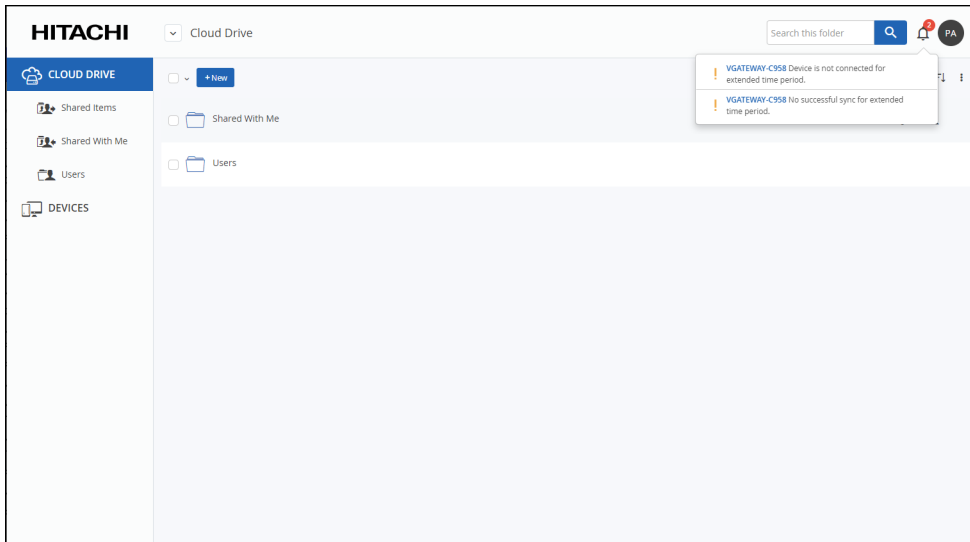 HITACHI
Cloud Drive
Search this folder
2
PA
CLOUD DRIVE
Shared Items
Shared With Me
Users
DEVICES
+New
Shared With Me
Users
VGATEWAY-C958 Device is not connected for
extended time period.
VGATEWAY-C958 No successful sync for extended
time period.